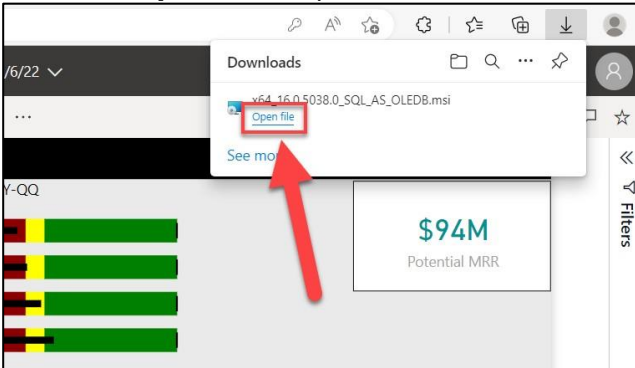 /6/22
Downloads
x64_16.0.5038.0_SQL_AS_OLEDB.msi
Open file
See mo
Y-QQ
$94M
Potential MRR
Filters